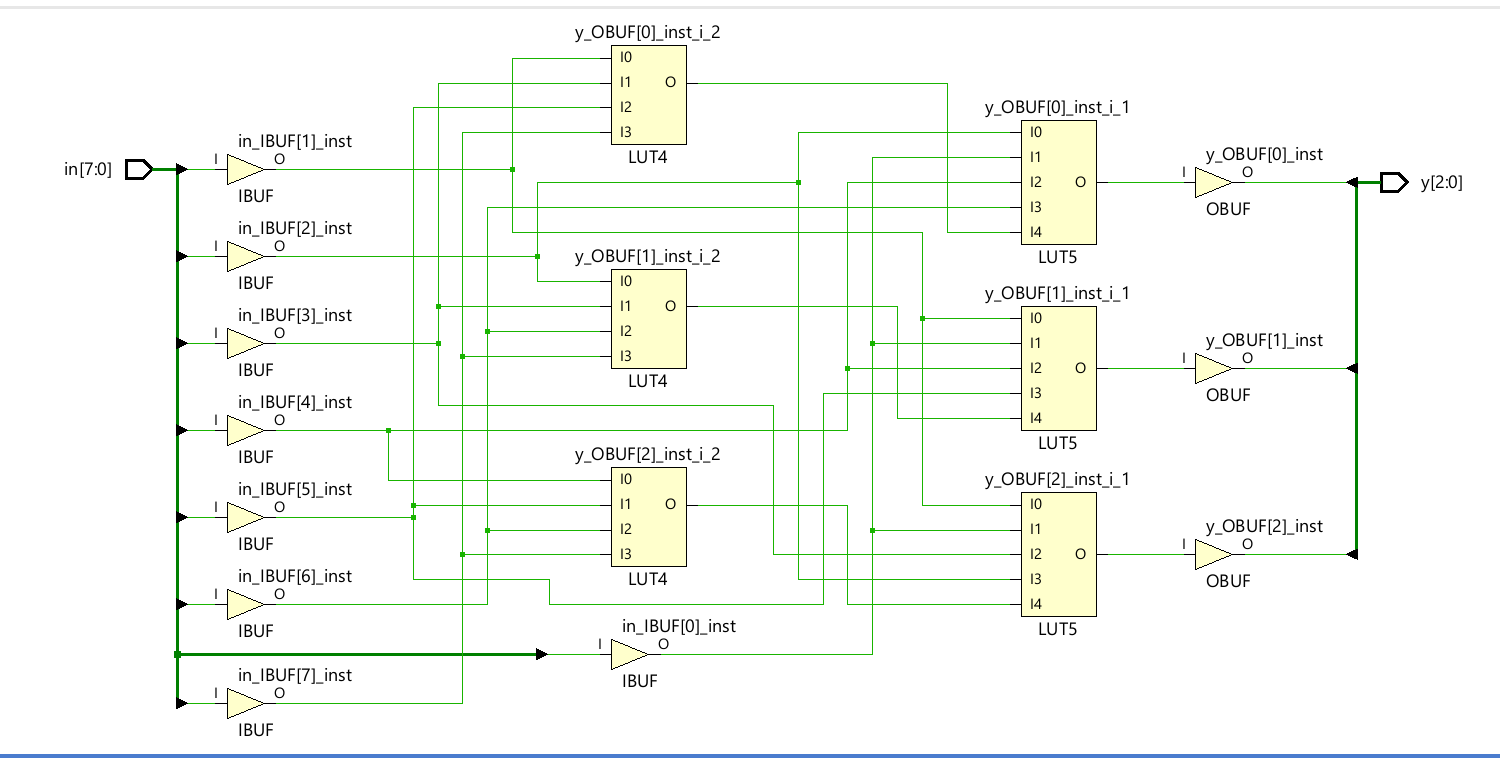 y_OBUF[0]_inst_i_2
I0
I1
O
I2
I3
LUT4
in[7:0]
in_IBUF[1]_inst
I
O
IBUF
in_IBUF[2]_inst
I
O
IBUF
in_IBUF[3]_inst
I
O
IBUF
in_IBUF[4]_inst
I
O
IBUF
in_IBUF[5]_inst
I
O
IBUF
in_IBUF[6]_inst
I
O
IBUF
in_IBUF[7]_inst
I
O
IBUF
y_OBUF[1]_inst_i_2
I0
I1
O
I2
I3
LUT4
y_OBUF[2]_inst_i_2
I0
I1
O
I2
I3
LUT4
in_IBUF[0]_inst
I
O
IBUF
y_OBUF[0]_inst_i_1
I0
I1
I2
O
I3
I4
LUT5
y_OBUF[1]_inst_i_1
I0
I1
I2
O
I3
I4
LUT5
y_OBUF[2]_inst_i_1
I0
I1
I2
O
I3
I4
LUT5
y_OBUF[0]_inst
I
O
OBUF
y_OBUF[1]_inst
I
O
OBUF
y_OBUF[2]_inst
I
O
OBUF
y[2:0]